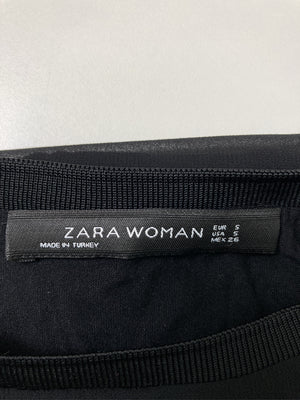 ZARA WOMAN
MADE IN TURKEY
EUR S
USA S
MEX 26